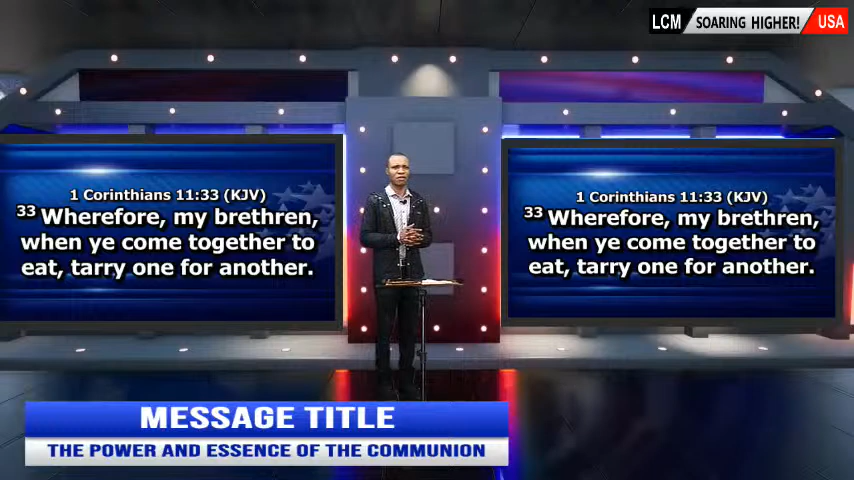 LCM SOARING HIGHER! USA
1 Corinthians 11:33 (KJV)
33 Wherefore, my brethren,
when ye come together to
eat, tarry one for another.
1 Corinthians 11:33 (KJV)
33 Wherefore, my brethren,
when ye come together to
eat, tarry one for another.
MESSAGE TITLE
THE POWER AND ESSENCE OF THE COMMUNION